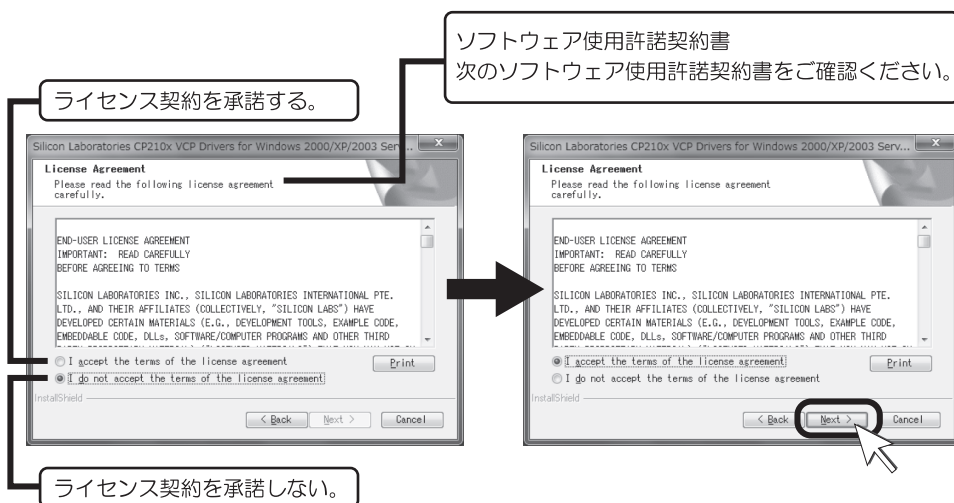 ソフトウェア使用許諾契約書
次のソフトウェア使用許諾契約書をご確認ください。
ライセンス契約を承諾する。
Silicon Laboratories CP210x VCP Drivers for Windows 2000/XP/2003 Serv...
License Agreement
Please read the following license agreement
carefully.
END-USER LICENSE AGREEMENT
IMPORTANT: READ CAREFULLY
BEFORE AGREEING TO TERMS
SILICON LABORATORIES INC., SILICON LABORATORIES INTERNATIONAL PTE.
LTD., AND THEIR AFFILIATES (COLLECTIVELY, "SILICON LABS") HAVE
DEVELOPED CERTAIN MATERIALS (E.G., DEVELOPMENT TOOLS, EXAMPLE CODE,
EMBEDDABLE CODE, DLLs, SOFTWARE/COMPUTER PROGRAMS AND OTHER THIRD
I accept the terms of the license agreement
Print
I do not accept the terms of the license agreement
InstallShield
< Back
Next >
Cancel
ライセンス契約を承諾しない。
Silicon Laboratories CP210x VCP Drivers for Windows 2000/XP/2003 Serv...
License Agreement
Please read the following license agreement
carefully.
END-USER LICENSE AGREEMENT
IMPORTANT: READ CAREFULLY
BEFORE AGREEING TO TERMS
SILICON LABORATORIES INC., SILICON LABORATORIES INTERNATIONAL PTE.
LTD., AND THEIR AFFILIATES (COLLECTIVELY, "SILICON LABS") HAVE
DEVELOPED CERTAIN MATERIALS (E.G., DEVELOPMENT TOOLS, EXAMPLE CODE,
EMBEDDABLE CODE, DLLs, SOFTWARE/COMPUTER PROGRAMS AND OTHER THIRD
I accept the terms of the license agreement
Print
I do not accept the terms of the license agreement
InstallShield
< Back
Next >
Cancel